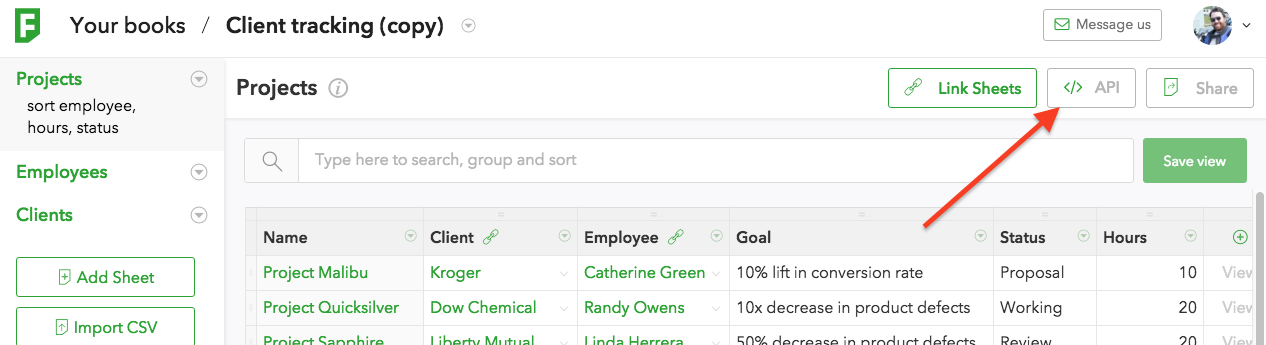 Your books / Client tracking (copy)
Message us
Projects
sort employee,
hours, status
Employees
Clients
Add Sheet
Import CSV
Projects
Link Sheets
API
Share
Type here to search, group and sort
Save view
Name Client Employee Goal Status Hours
Project Malibu Kroger Catherine Green 10% lift in conversion rate Proposal 10 View
Project Quicksilver Dow Chemical Randy Owens 10x decrease in product defects Working 20 View
Project Sapphire Liberty Mutual Linda Herrera 50% decrease in product defects Review 20 View